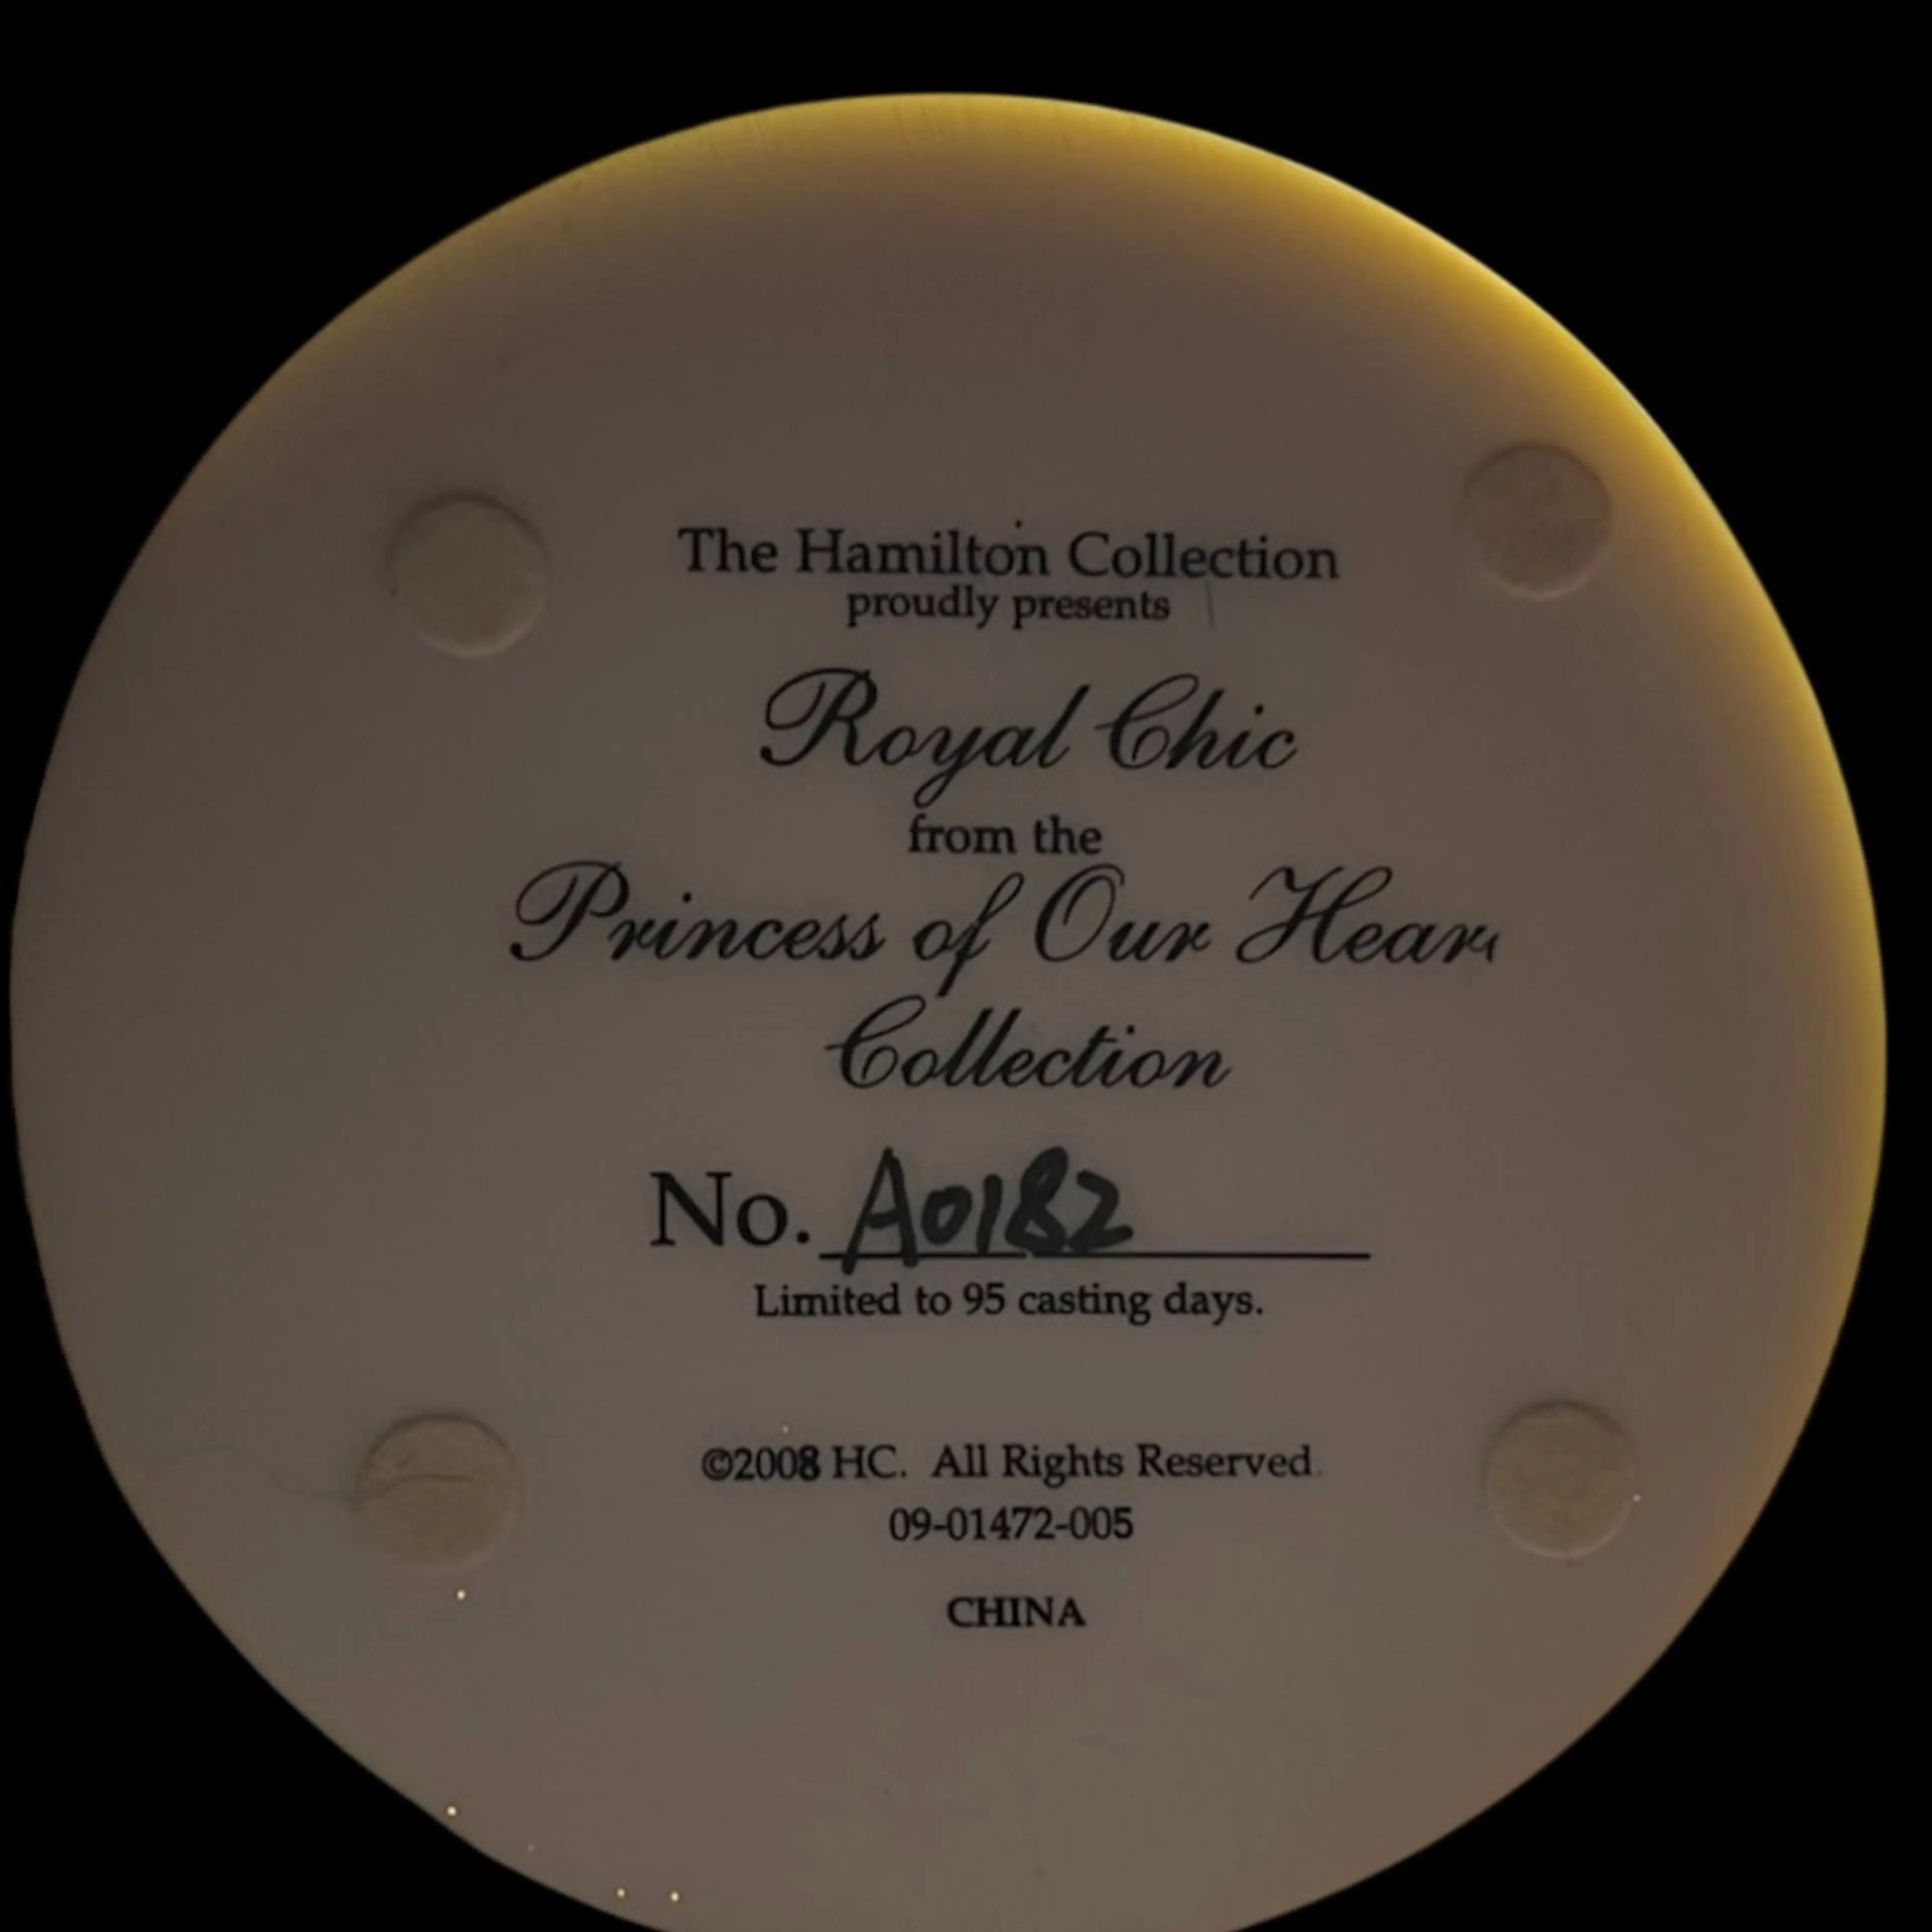 The Hamilton Collection
proudly presents
Royal Chic
from the
Princess of Our Heart
Collection
No. A0182
Limited to 95 casting days.
©2008 HC. All Rights Reserved.
09-01472-005
CHINA